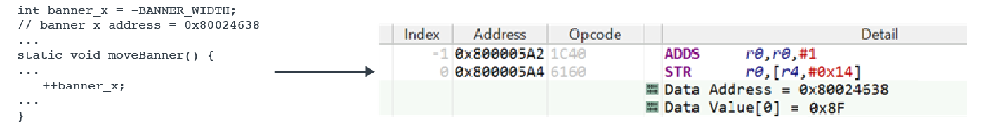 int banner_x = -BANNER_WIDTH;
// banner_x address = 0x80024638
...
static void moveBanner() {
...
++banner_x;
...
}
Index Address Opcode Detail
-1 0x800005A2 1C40 ADDS r0,r0,#1
0 0x800005A4 6160 STR r0,[r4,#0x14]
Data Address = 0x80024638
Data Value[0] = 0x8F